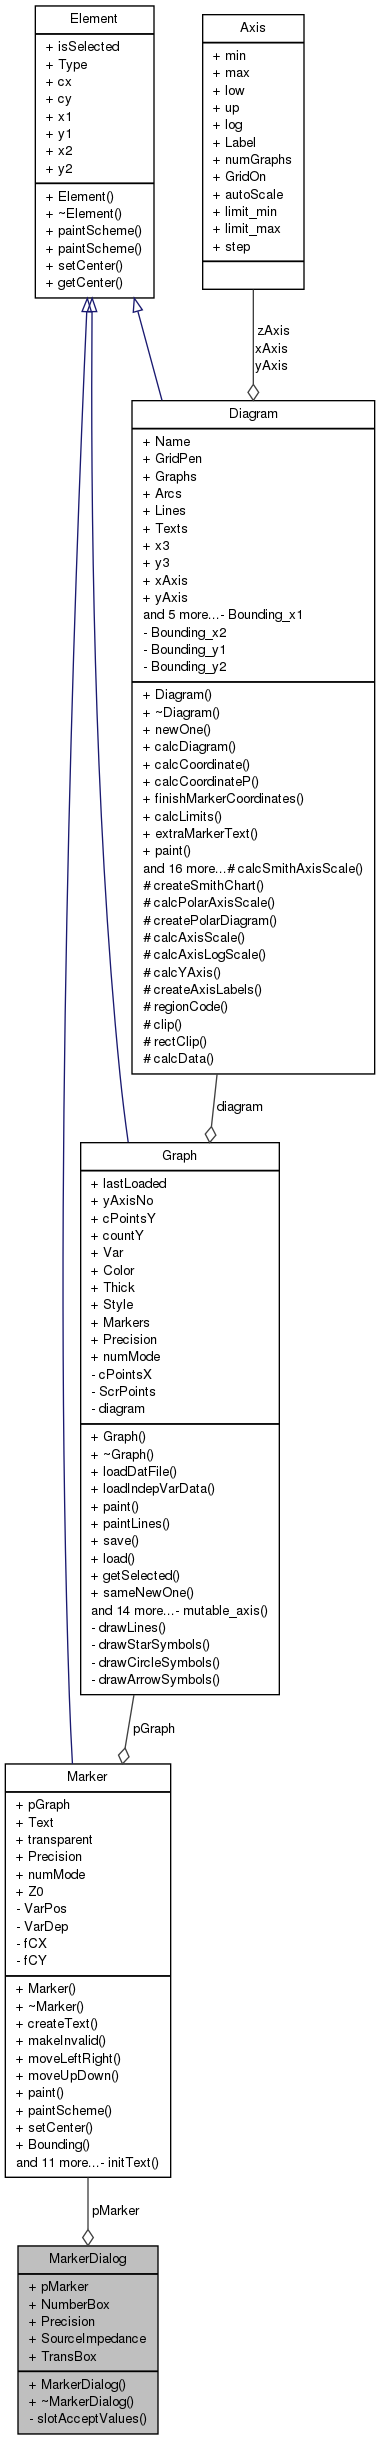 Element
+ isSelected
+ Type
+ cx
+ cy
+ x1
+ y1
+ x2
+ y2
+ Element()
+ ~Element()
+ paintScheme()
+ paintScheme()
+ setCenter()
+ getCenter()
Axis
+ min
+ max
+ low
+ up
+ log
+ Label
+ numGraphs
+ GridOn
+ autoScale
+ limit_min
+ limit_max
+ step
zAxis
xAxis
yAxis
Diagram
+ Name
+ GridPen
+ Graphs
+ Arcs
+ Lines
+ Texts
+ x3
+ y3
+ xAxis
+ yAxis
and 5 more...- Bounding_x1
- Bounding_x2
- Bounding_y1
- Bounding_y2
+ Diagram()
+ ~Diagram()
+ newOne()
+ calcDiagram()
+ calcCoordinate()
+ calcCoordinateP()
+ finishMarkerCoordinates()
+ calcLimits()
+ extraMarkerText()
+ paint()
and 16 more...# calcSmithAxisScale()
# createSmithChart()
# calcPolarAxisScale()
# createPolarDiagram()
# calcAxisScale()
# calcAxisLogScale()
# calcYAxis()
# createAxisLabels()
# regionCode()
# clip()
# rectClip()
# calcData()
diagram
Graph
+ lastLoaded
+ yAxisNo
+ cPointsY
+ countY
+ Var
+ Color
+ Thick
+ Style
+ Markers
+ Precision
+ numMode
- cPointsX
- ScrPoints
- diagram
+ Graph()
+ ~Graph()
+ loadDatFile()
+ loadIndepVarData()
+ paint()
+ paintLines()
+ save()
+ load()
+ getSelected()
+ sameNewOne()
and 14 more...- mutable_axis()
- drawLines()
- drawStarSymbols()
- drawCircleSymbols()
- drawArrowSymbols()
pGraph
Marker
+ pGraph
+ Text
+ transparent
+ Precision
+ numMode
+ Z0
- VarPos
- VarDep
- fCX
- fCY
+ Marker()
+ ~Marker()
+ createText()
+ makeInvalid()
+ moveLeftRight()
+ moveUpDown()
+ paint()
+ paintScheme()
+ setCenter()
+ Bounding()
and 11 more...- initText()
pMarker
MarkerDialog
+ pMarker
+ NumberBox
+ Precision
+ SourceImpedance
+ TransBox
+ MarkerDialog()
+ ~MarkerDialog()
- slotAcceptValues()